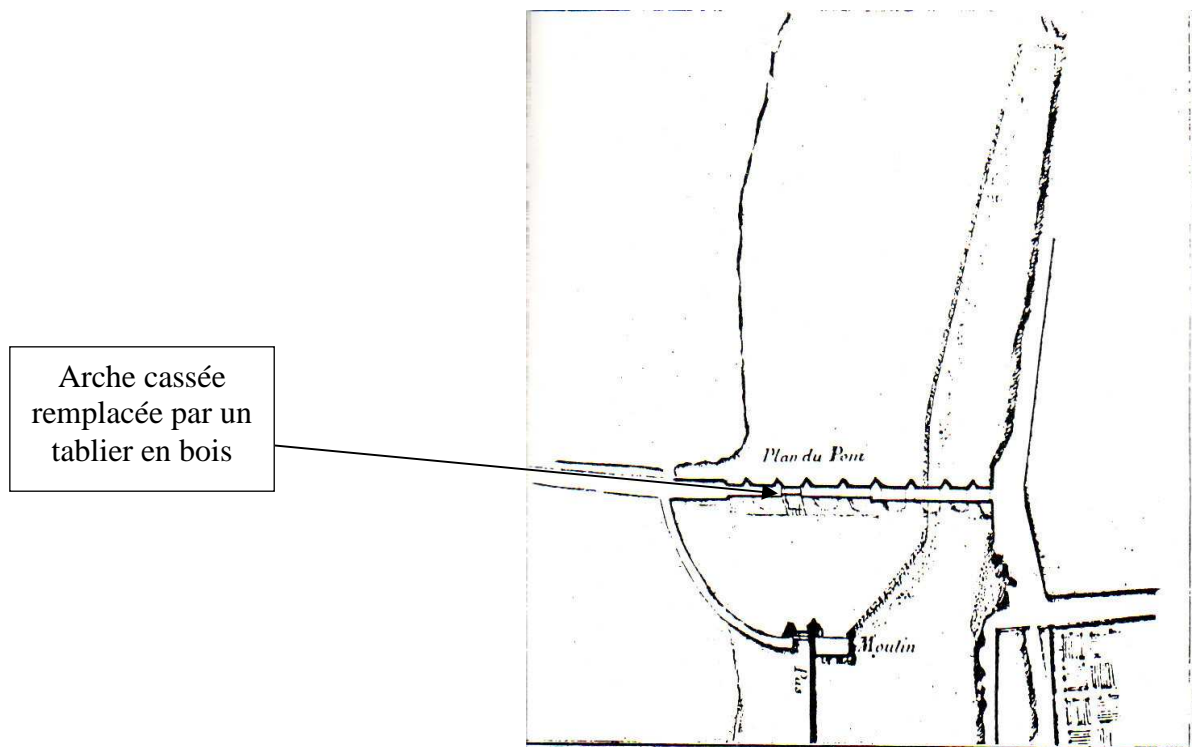 Arche cassée
remplacée par un
tablier en bois
Plan du Pont
Moulin
Pas